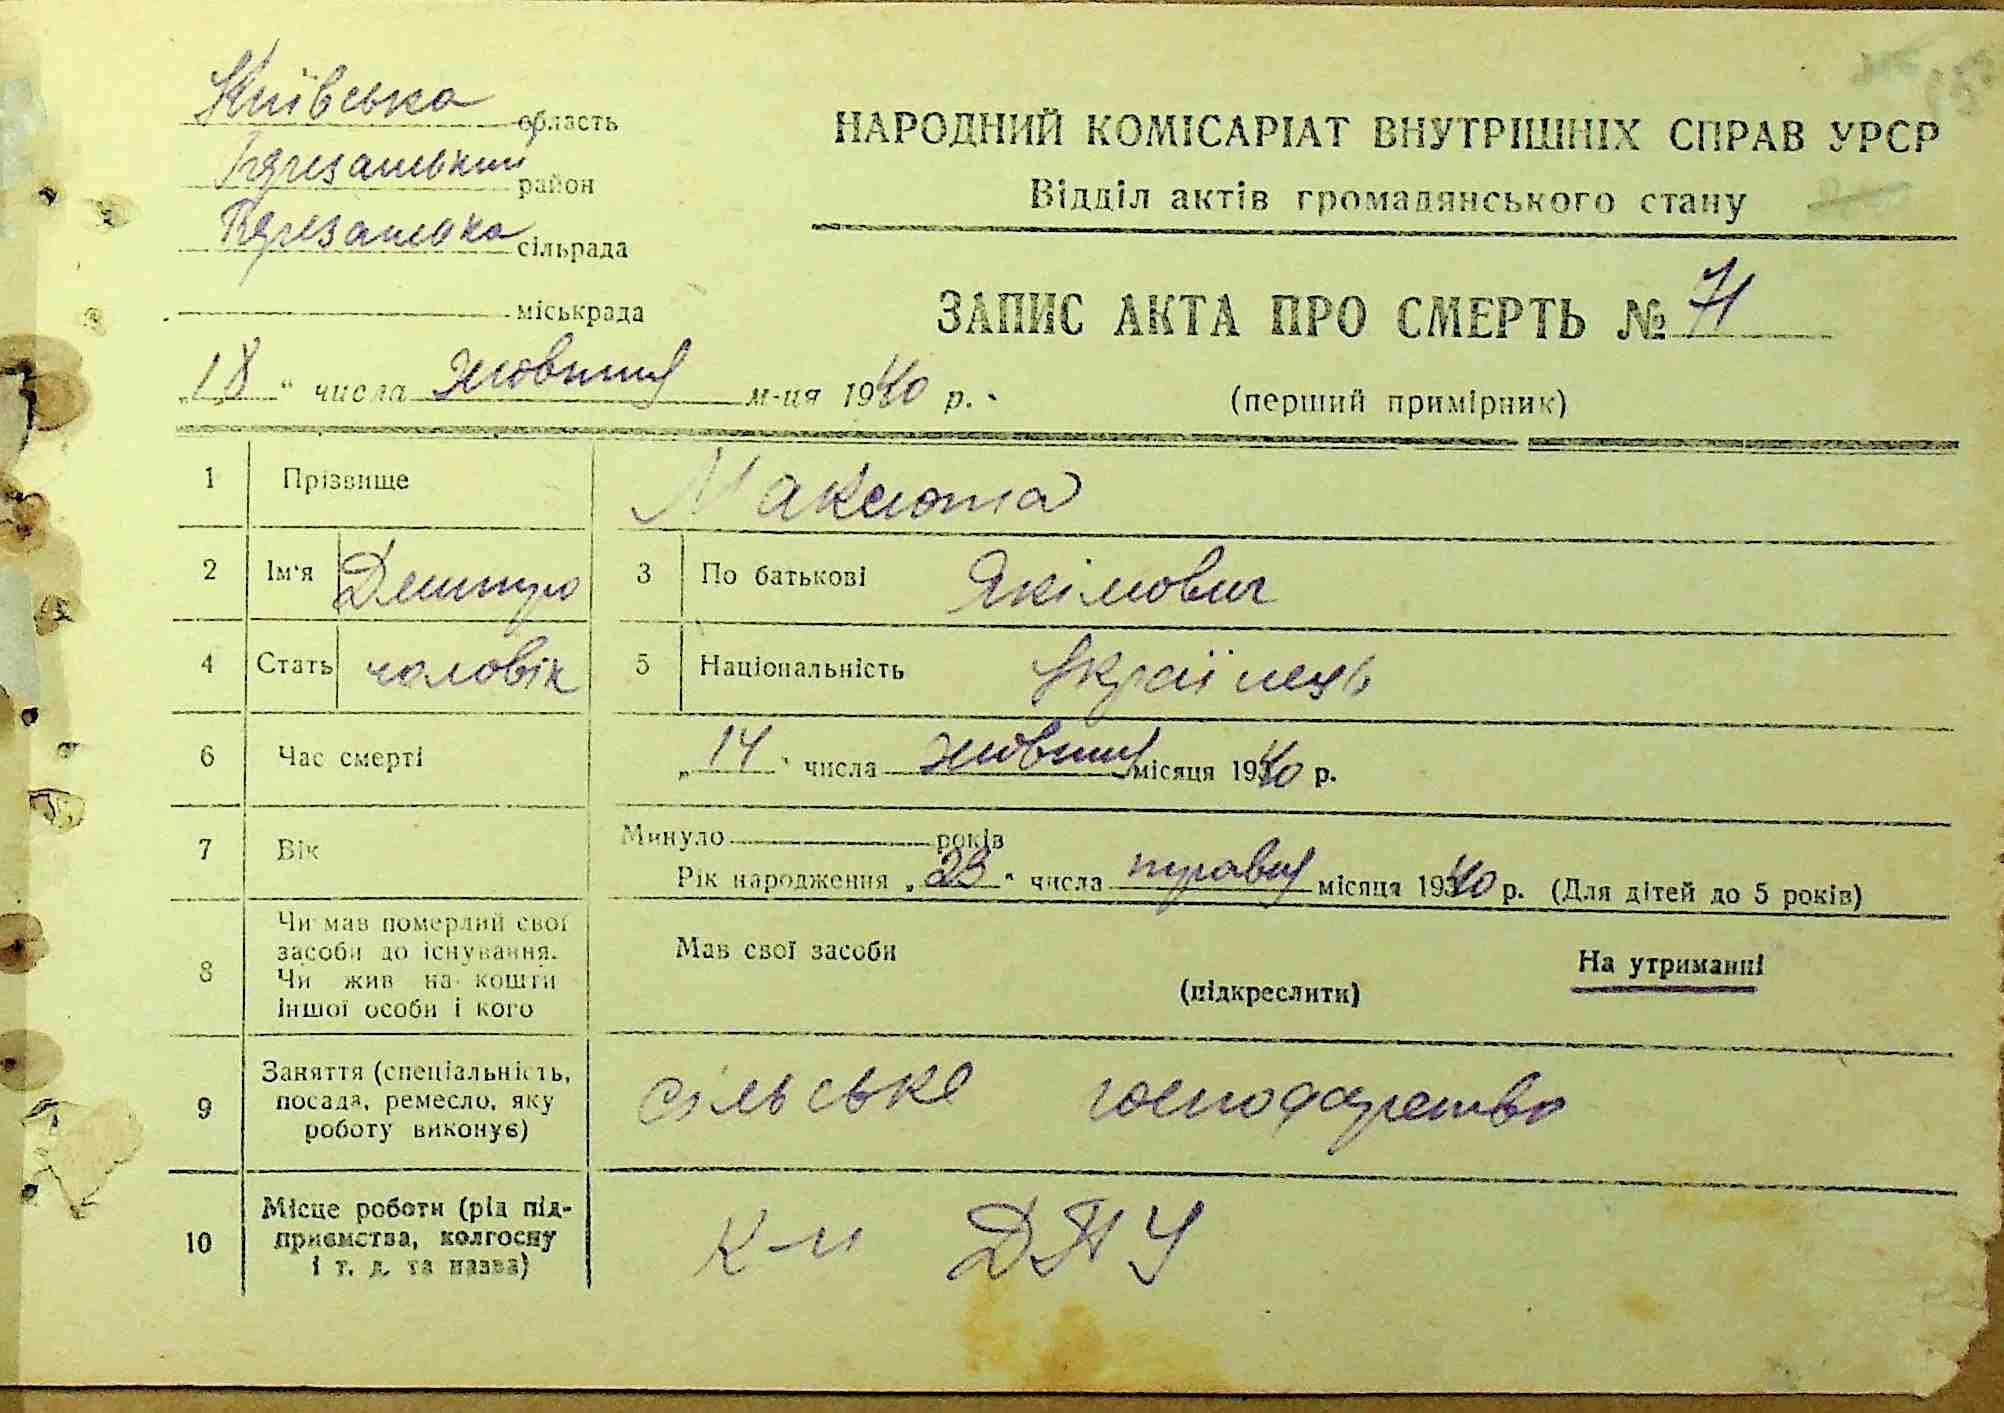 Київська область
Березанський район
Березанська сільрада
міськрада
НАРОДНИЙ КОМІСАРІАТ ВНУТРІШНІХ СПРАВ УРСР
Відділ актів громадянського стану
ЗАПИС АКТА ПРО СМЕРТЬ № 71
(перший примірник)
„18“ числа жовтня м-ця 1940 р.
1 Прізвище Максюта
2 Ім'я Дмитро 3 По батькові Якімович
4 Стать чоловік 5 Національність Українець
6 Час смерті „14“ числа жовтня місяця 1940 р.
7 Вік Минуло років
Рік народження „23“ числа травня місяця 1940 р. (Для дітей до 5 років)
8 Чи мав померлий свої
засоби до існування.
Чи жив на кошти
іншої особи і кого
Мав свої засоби
(підкреслити)
На утриманні
9 Заняття (спеціальність,
посада, ремесло, яку
роботу виконує)
сільське господарство
10 Місце роботи (рід під-
приємства, колгоспу
і т. д. та назва)
к-п ДПУ